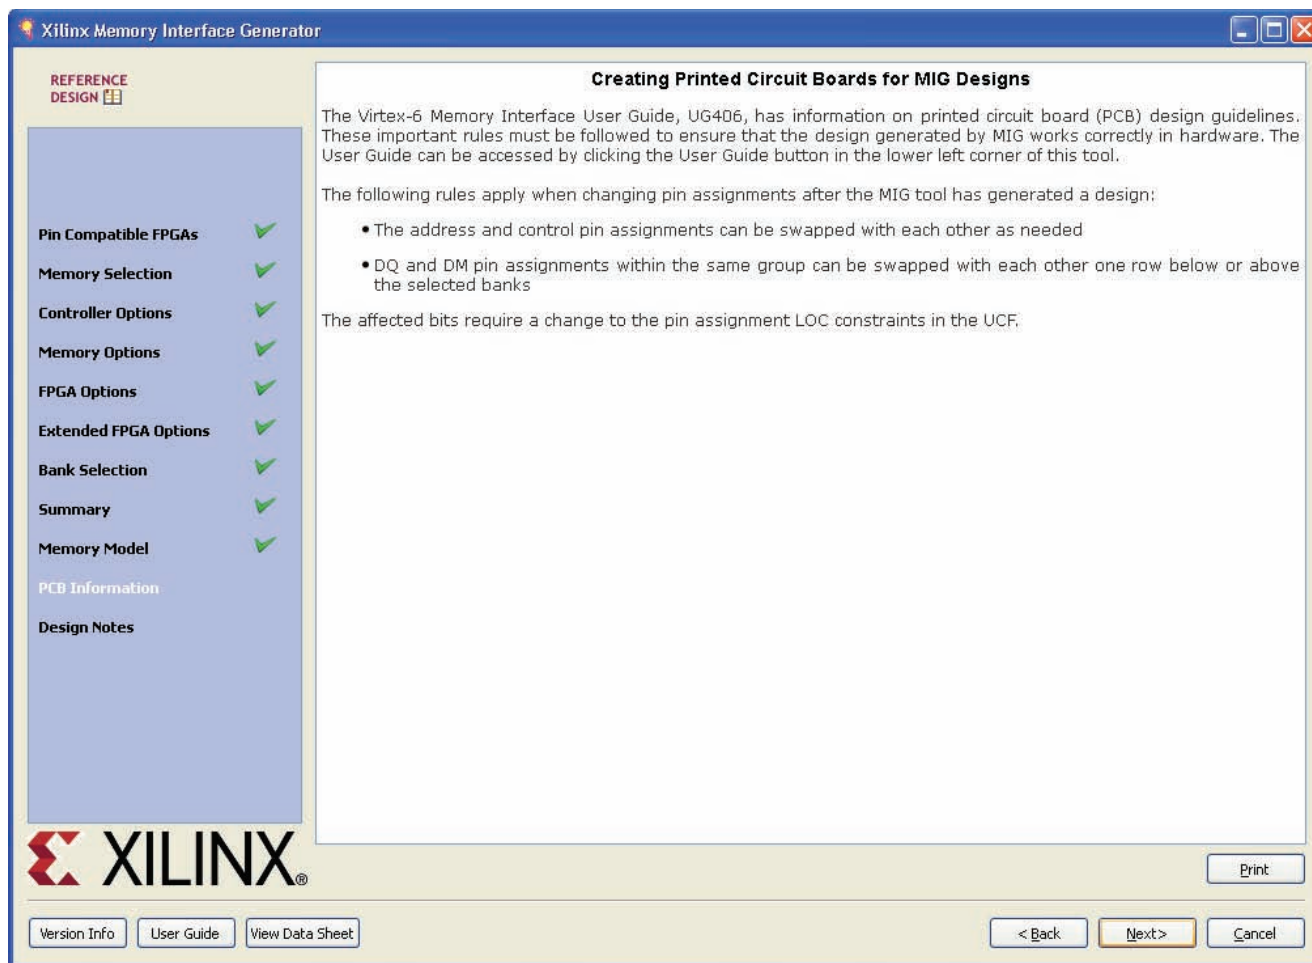 Xilinx Memory Interface Generator
REFERENCE
DESIGN
Pin Compatible FPGAs
Memory Selection
Controller Options
Memory Options
FPGA Options
Extended FPGA Options
Bank Selection
Summary
Memory Model
PCB Information
Design Notes
Creating Printed Circuit Boards for MIG Designs
The Virtex-6 Memory Interface User Guide, UG406, has information on printed circuit board (PCB) design guidelines.
These important rules must be followed to ensure that the design generated by MIG works correctly in hardware. The
User Guide can be accessed by clicking the User Guide button in the lower left corner of this tool.
The following rules apply when changing pin assignments after the MIG tool has generated a design:
• The address and control pin assignments can be swapped with each other as needed
• DQ and DM pin assignments within the same group can be swapped with each other one row below or above
the selected banks
The affected bits require a change to the pin assignment LOC constraints in the UCF.
XILINX®
Print
Version Info
User Guide
View Data Sheet
< Back
Next>
Cancel